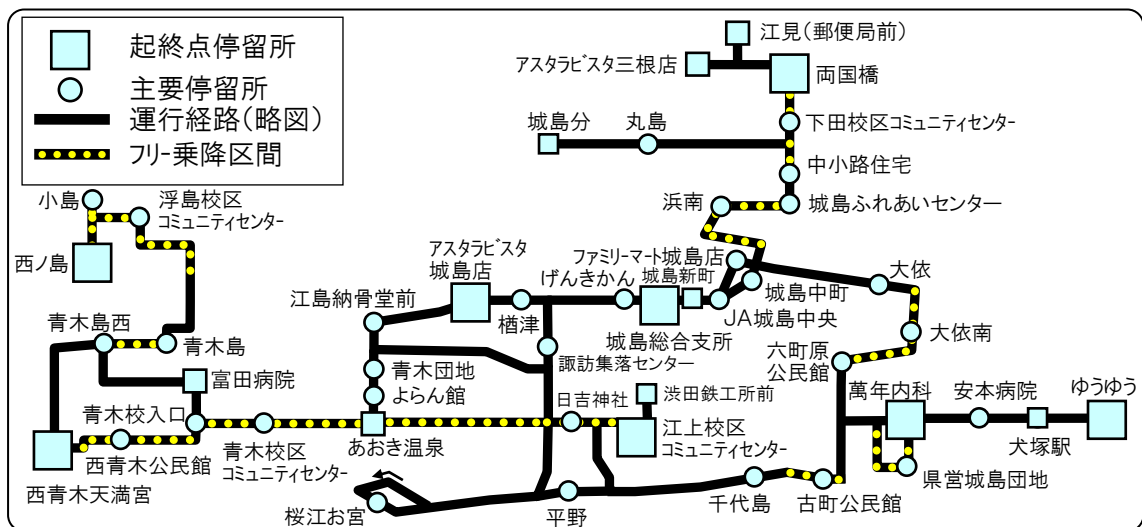 起終点停留所
主要停留所
運行経路(略図)
フリー乗降区間
江見(郵便局前)
アスタラビスタ三根店
両国橋
下田校区コミュニティセンター
城島分
丸島
中小路住宅
城島ふれあいセンター
浜南
小島
浮島校区
コミュニティセンター
西ノ島
アスタラビスタ
城島店
ファミリーマート城島店
げんきかん
城島新町
大依
江島納骨堂前
楢津
城島総合支所
JA城島中央
城島中町
大依南
青木島西
青木島
諏訪集落センター
六町原
公民館
富田病院
青木団地
よらん館
日吉神社
渋田鉄工所前
萬年内科
安本病院
ゆうゆう
青木校入口
青木校区
コミュニティセンター
あおき温泉
江上校区
コミュニティセンター
犬塚駅
西青木公民館
西青木天満宮
県営城島団地
桜江お宮
平野
千代島
古町公民館